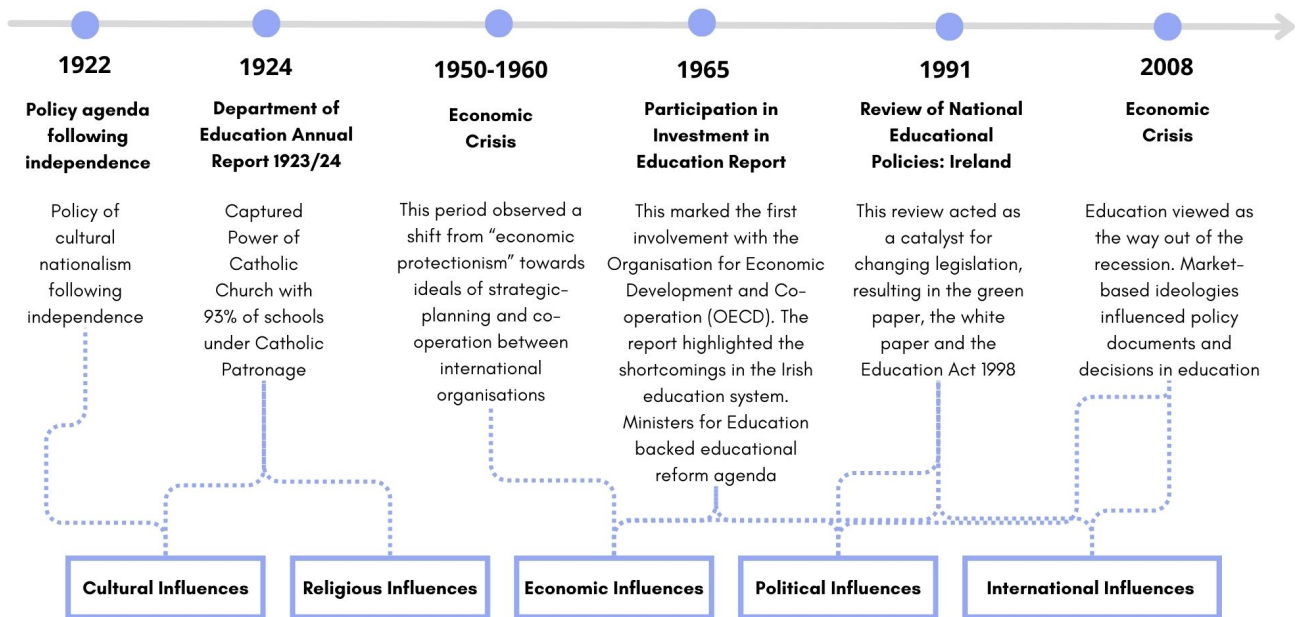 1922
Policy agenda
following
independence
Policy of
cultural
nationalism
following
independence
1924
Department of
Education Annual
Report 1923/24
Captured
Power of
Catholic
Church with
93% of schools
under Catholic
Patronage
1950-1960
Economic
Crisis
This period observed a
shift from “economic
protectionism” towards
ideals of strategic-
planning and co-
operation between
international
organisations
1965
Participation in
Investment in
Education Report
This marked the first
involvement with the
Organisation for Economic
Development and Co-
operation (OECD). The
report highlighted the
shortcomings in the Irish
education system.
Ministers for Education
backed educational
reform agenda
1991
Review of National
Educational
Policies: Ireland
This review acted as
a catalyst for
changing legislation,
resulting in the green
paper, the white
paper and the
Education Act 1998
2008
Economic
Crisis
Education viewed as
the way out of the
recession. Market-
based ideologies
influenced policy
documents and
decisions in education
Cultural Influences
Religious Influences
Economic Influences
Political Influences
International Influences